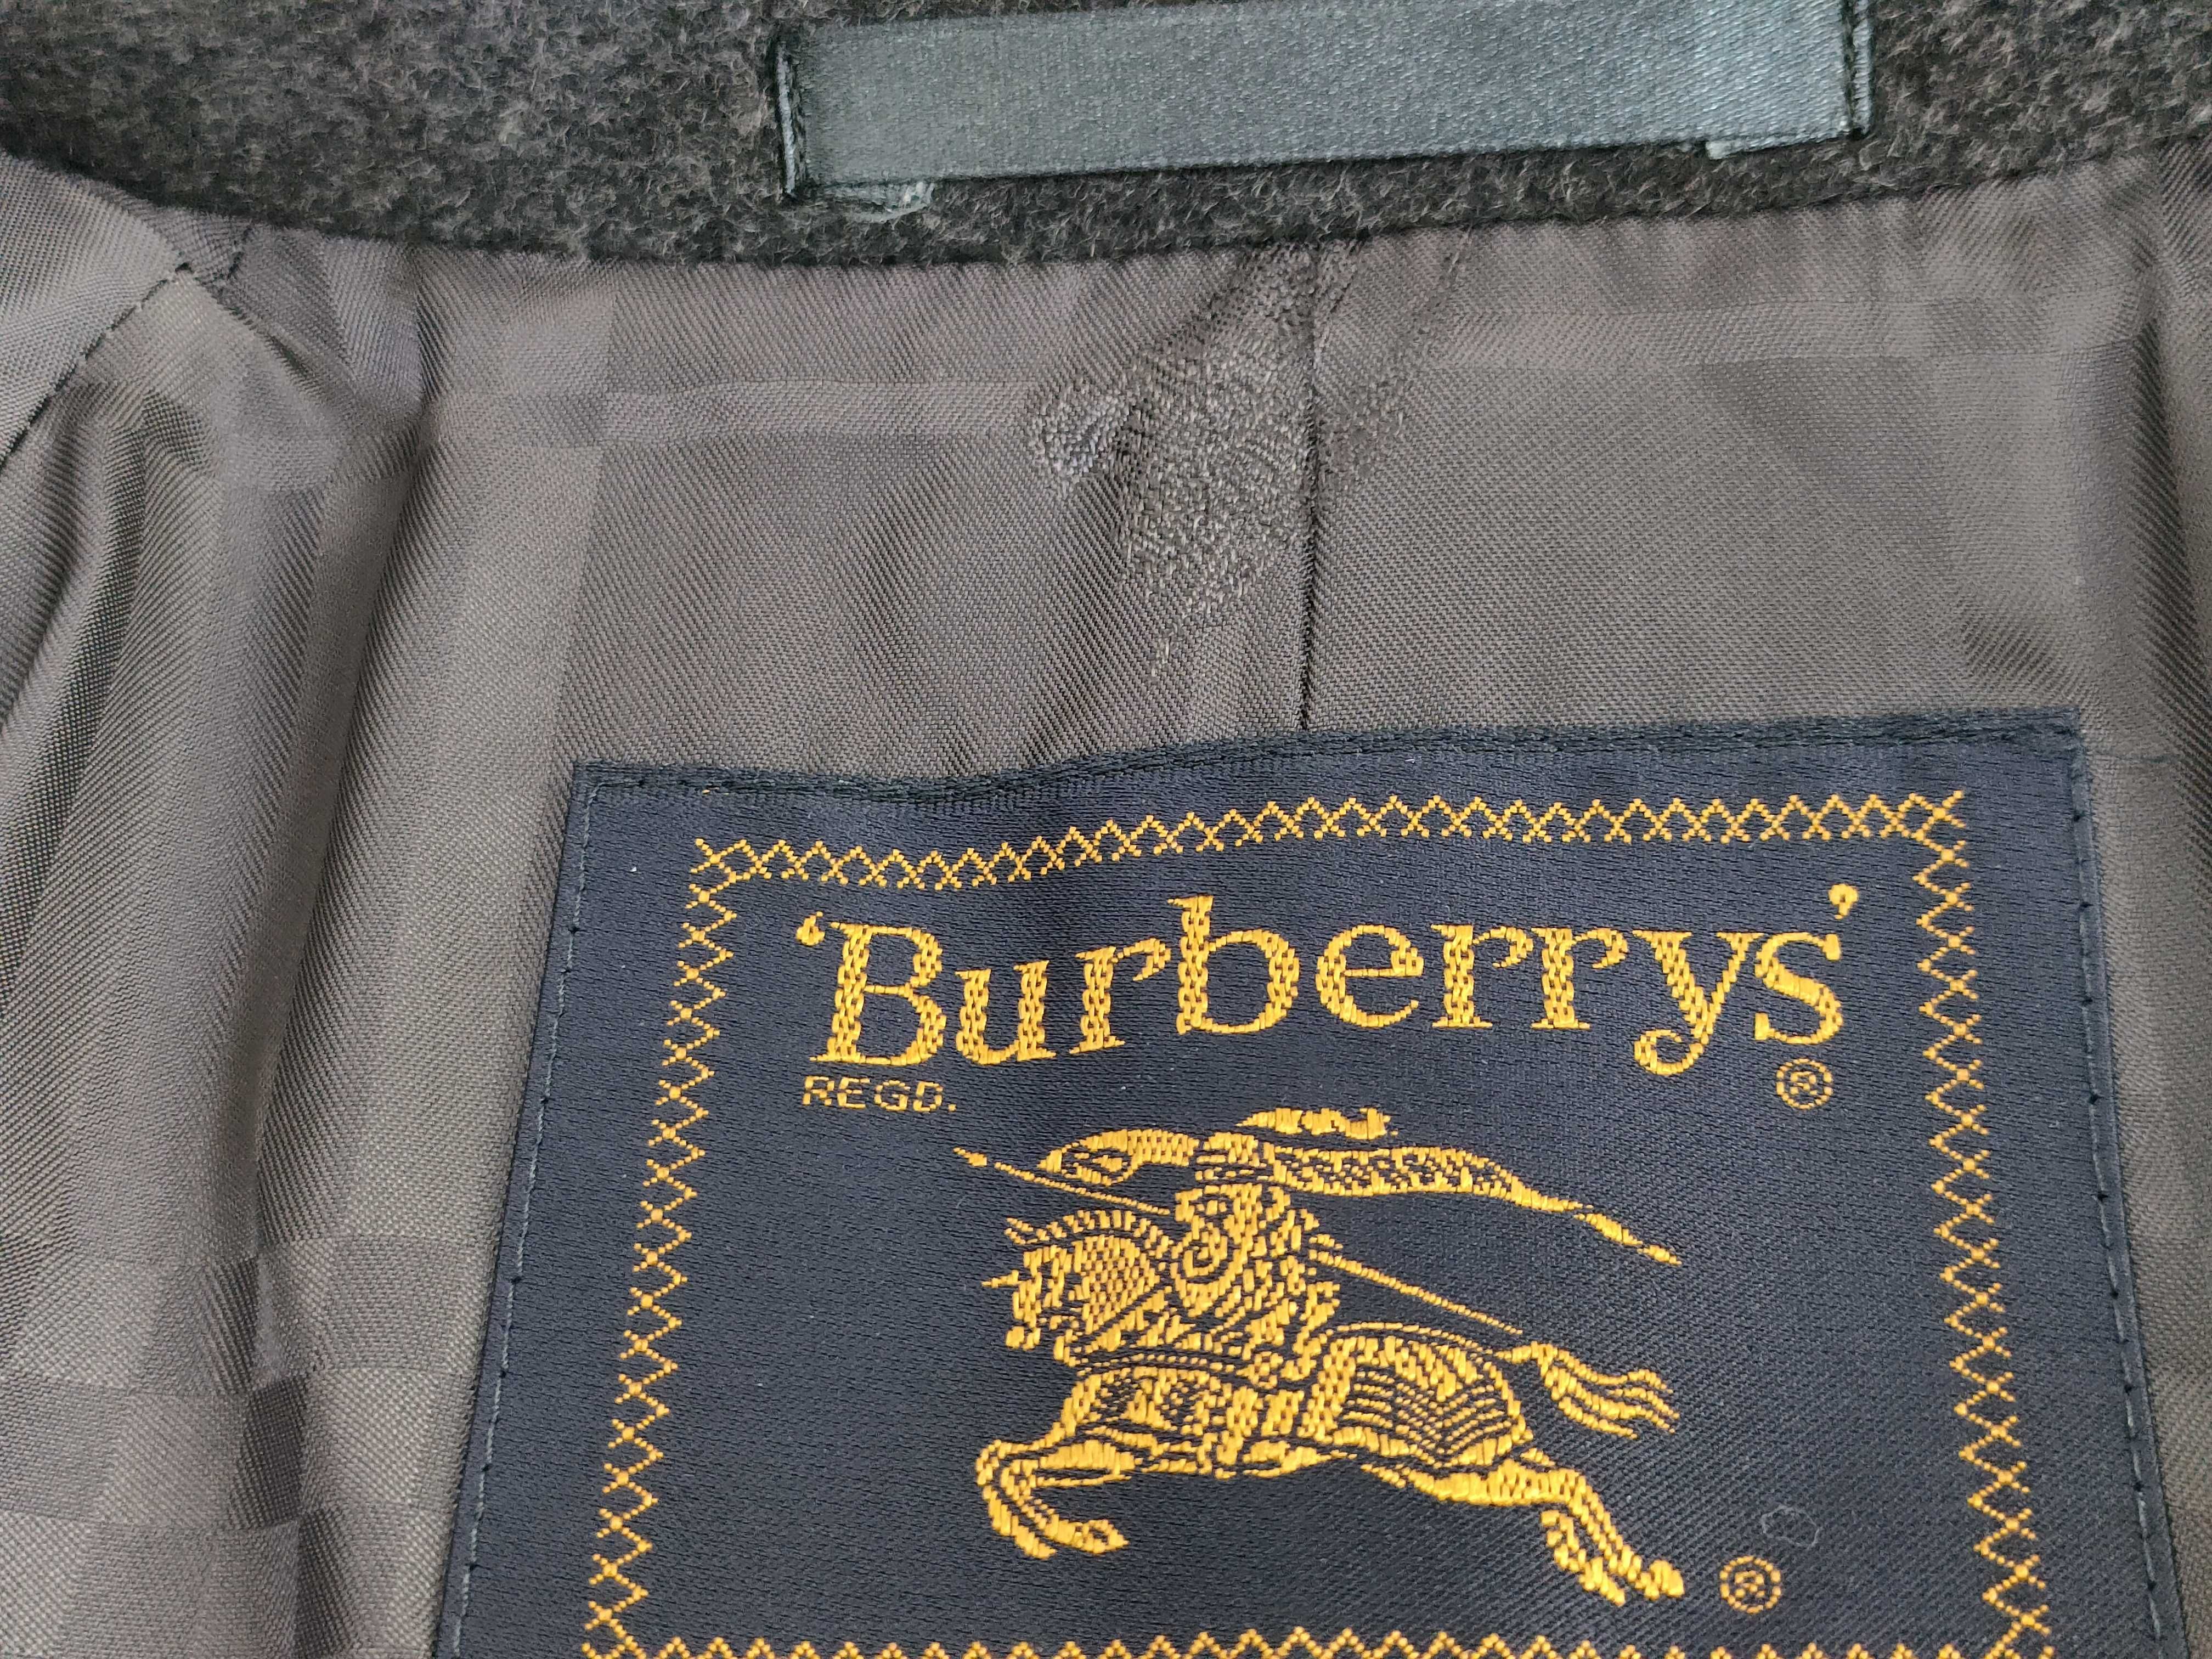 ‘Burberrys’
REGD. ®
®